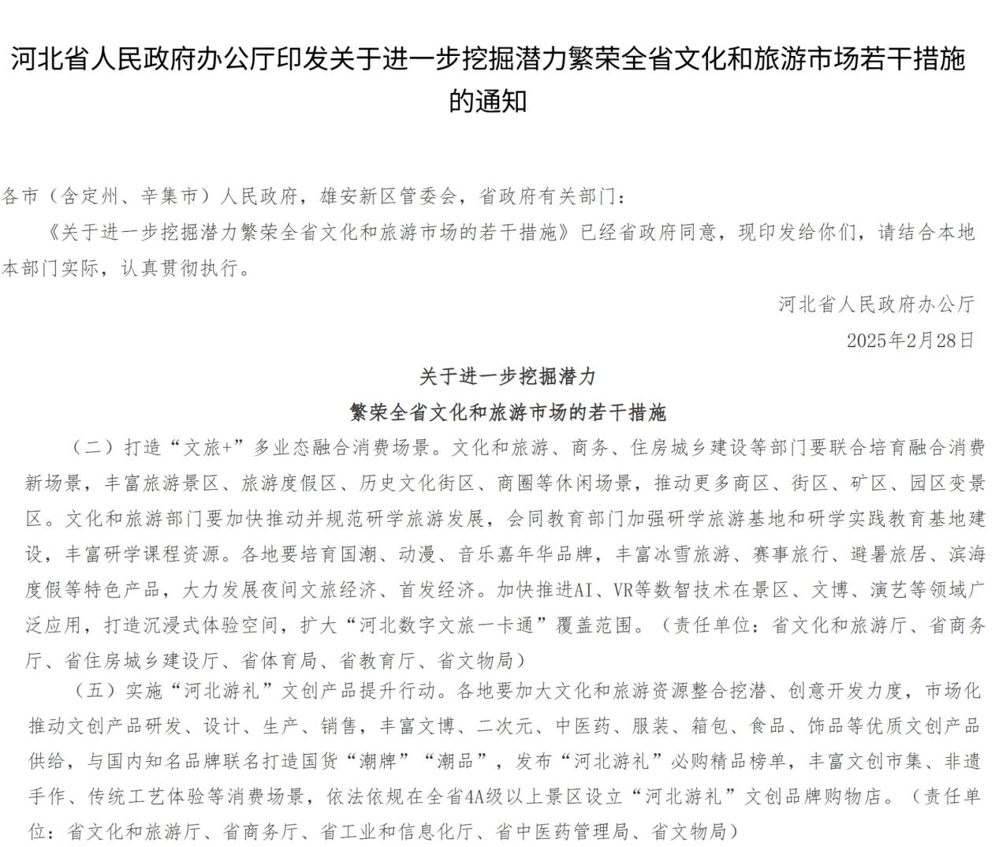 河北省人民政府办公厅印发关于进一步挖掘潜力繁荣全省文化和旅游市场若干措施
的通知
各市（含定州、辛集市）人民政府，雄安新区管委会，省政府有关部门：
《关于进一步挖掘潜力繁荣全省文化和旅游市场的若干措施》已经省政府同意，现印发给你们，请结合本地
本部门实际，认真贯彻执行。
河北省人民政府办公厅
2025年2月28日
关于进一步挖掘潜力
繁荣全省文化和旅游市场的若干措施
（二）打造“文旅+”多业态融合消费场景。文化和旅游、商务、住房城乡建设等部门要联合培育融合消费
新场景，丰富旅游景区、旅游度假区、历史文化街区、商圈等休闲场景，推动更多商区、街区、矿区、园区变景
区。文化和旅游部门要加快推动并规范研学旅游发展，会同教育部门加强研学旅游基地和研学实践教育基地建
设，丰富研学课程资源。各地要培育国潮、动漫、音乐嘉年华品牌，丰富冰雪旅游、赛事旅行、避暑旅居、滨海
度假等特色产品，大力发展夜间文旅经济、首发经济。加快推进AI、VR等数智技术在景区、文博、演艺等领域广
泛应用，打造沉浸式体验空间，扩大“河北数字文旅一卡通”覆盖范围。（责任单位：省文化和旅游厅、省商务
厅、省住房城乡建设厅、省体育局、省教育厅、省文物局）
（五）实施“河北游礼”文创产品提升行动。各地要加大文化和旅游资源整合挖潜、创意开发力度，市场化
推动文创产品研发、设计、生产、销售，丰富文博、二次元、中医药、服装、箱包、食品、饰品等优质文创产品
供给，与国内知名品牌联名打造国货“潮牌”“潮品”，发布“河北游礼”必购精品榜单，丰富文创市集、非遗
手作、传统工艺体验等消费场景，依法依规在全省4A级以上景区设立“河北游礼”文创品牌购物店。（责任单
位：省文化和旅游厅、省商务厅、省工业和信息化厅、省中医药管理局、省文物局）